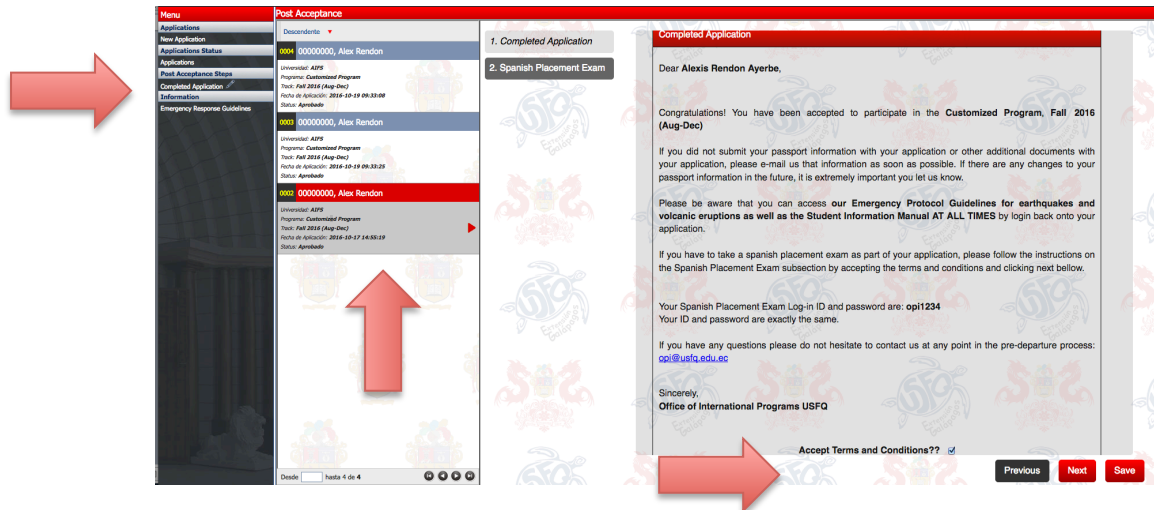 Menu
Applications
New Application
Applications Status
Applications
Post Acceptance Steps
Completed Application
Information
Emergency Response Guidelines
Post Acceptance
Descendente ▼
0004 00000000, Alex Rendon
Universidad: AIFS
Programa: Customized Program
Track: Fall 2016 (Aug-Dec)
Fecha de Aplicación: 2016-10-19 09:33:08
Status: Aprobado
0003 00000000, Alex Rendon
Universidad: AIFS
Programa: Customized Program
Track: Fall 2016 (Aug-Dec)
Fecha de Aplicación: 2016-10-19 09:33:25
Status: Aprobado
0002 00000000, Alex Rendon
Universidad: AIFS
Programa: Customized Program
Track: Fall 2016 (Aug-Dec)
Fecha de Aplicación: 2016-10-17 14:55:19
Status: Aprobado
Desde hasta 4 de 4
1. Completed Application
2. Spanish Placement Exam
Completed Application
Dear Alexis Rendon Ayerbe,
Congratulations! You have been accepted to participate in the Customized Program, Fall 2016
(Aug-Dec)
If you did not submit your passport information with your application or other additional documents with
your application, please e-mail us that information as soon as possible. If there are any changes to your
passport information in the future, it is extremely important you let us know.
Please be aware that you can access our Emergency Protocol Guidelines for earthquakes and
volcanic eruptions as well as the Student Information Manual AT ALL TIMES by login back onto your
application.
If you have to take a spanish placement exam as part of your application, please follow the instructions on
the Spanish Placement Exam subsection by accepting the terms and conditions and clicking next bellow.
Your Spanish Placement Exam Log-in ID and password are: opi1234
Your ID and password are exactly the same.
If you have any questions please do not hesitate to contact us at any point in the pre-departure process:
opi@usfq.edu.ec
Sincerely,
Office of International Programs USFQ
Accept Terms and Conditions??
Previous
Next
Save